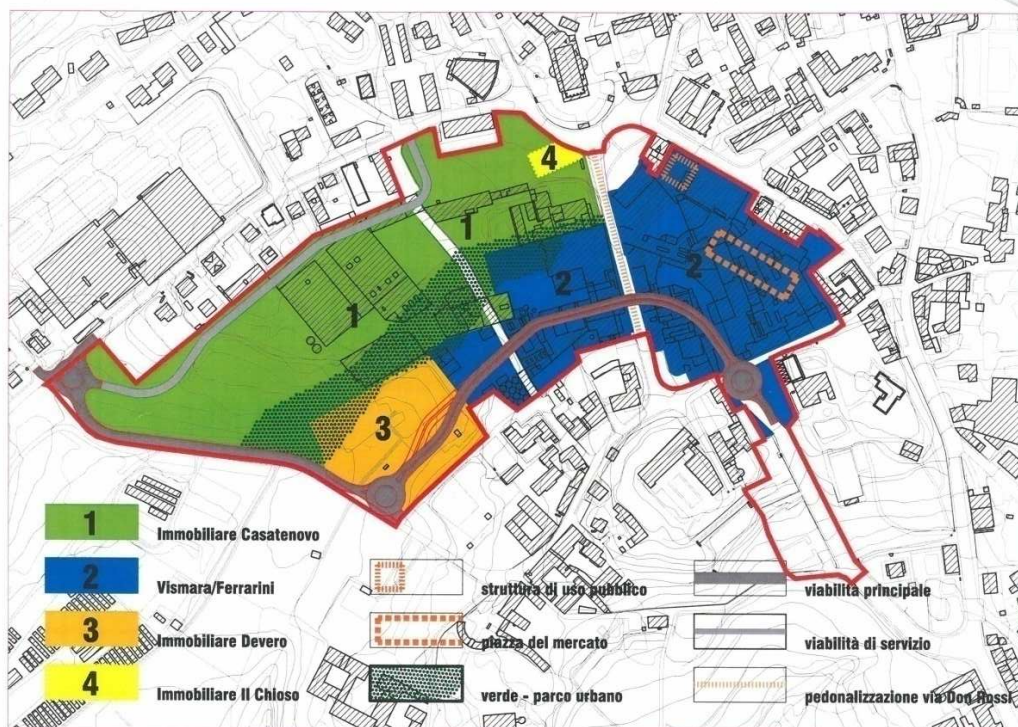 4
1
2
2
1
3
1 Immobiliare Casatenovo
2 Vismara/Ferrarini
3 Immobiliare Devero
4 Immobiliare Il Chioso
struttura di uso pubblico
piazza del mercato
verde - parco urbano
viabilità principale
viabilità di servizio
pedonalizzazione via Don Rossi